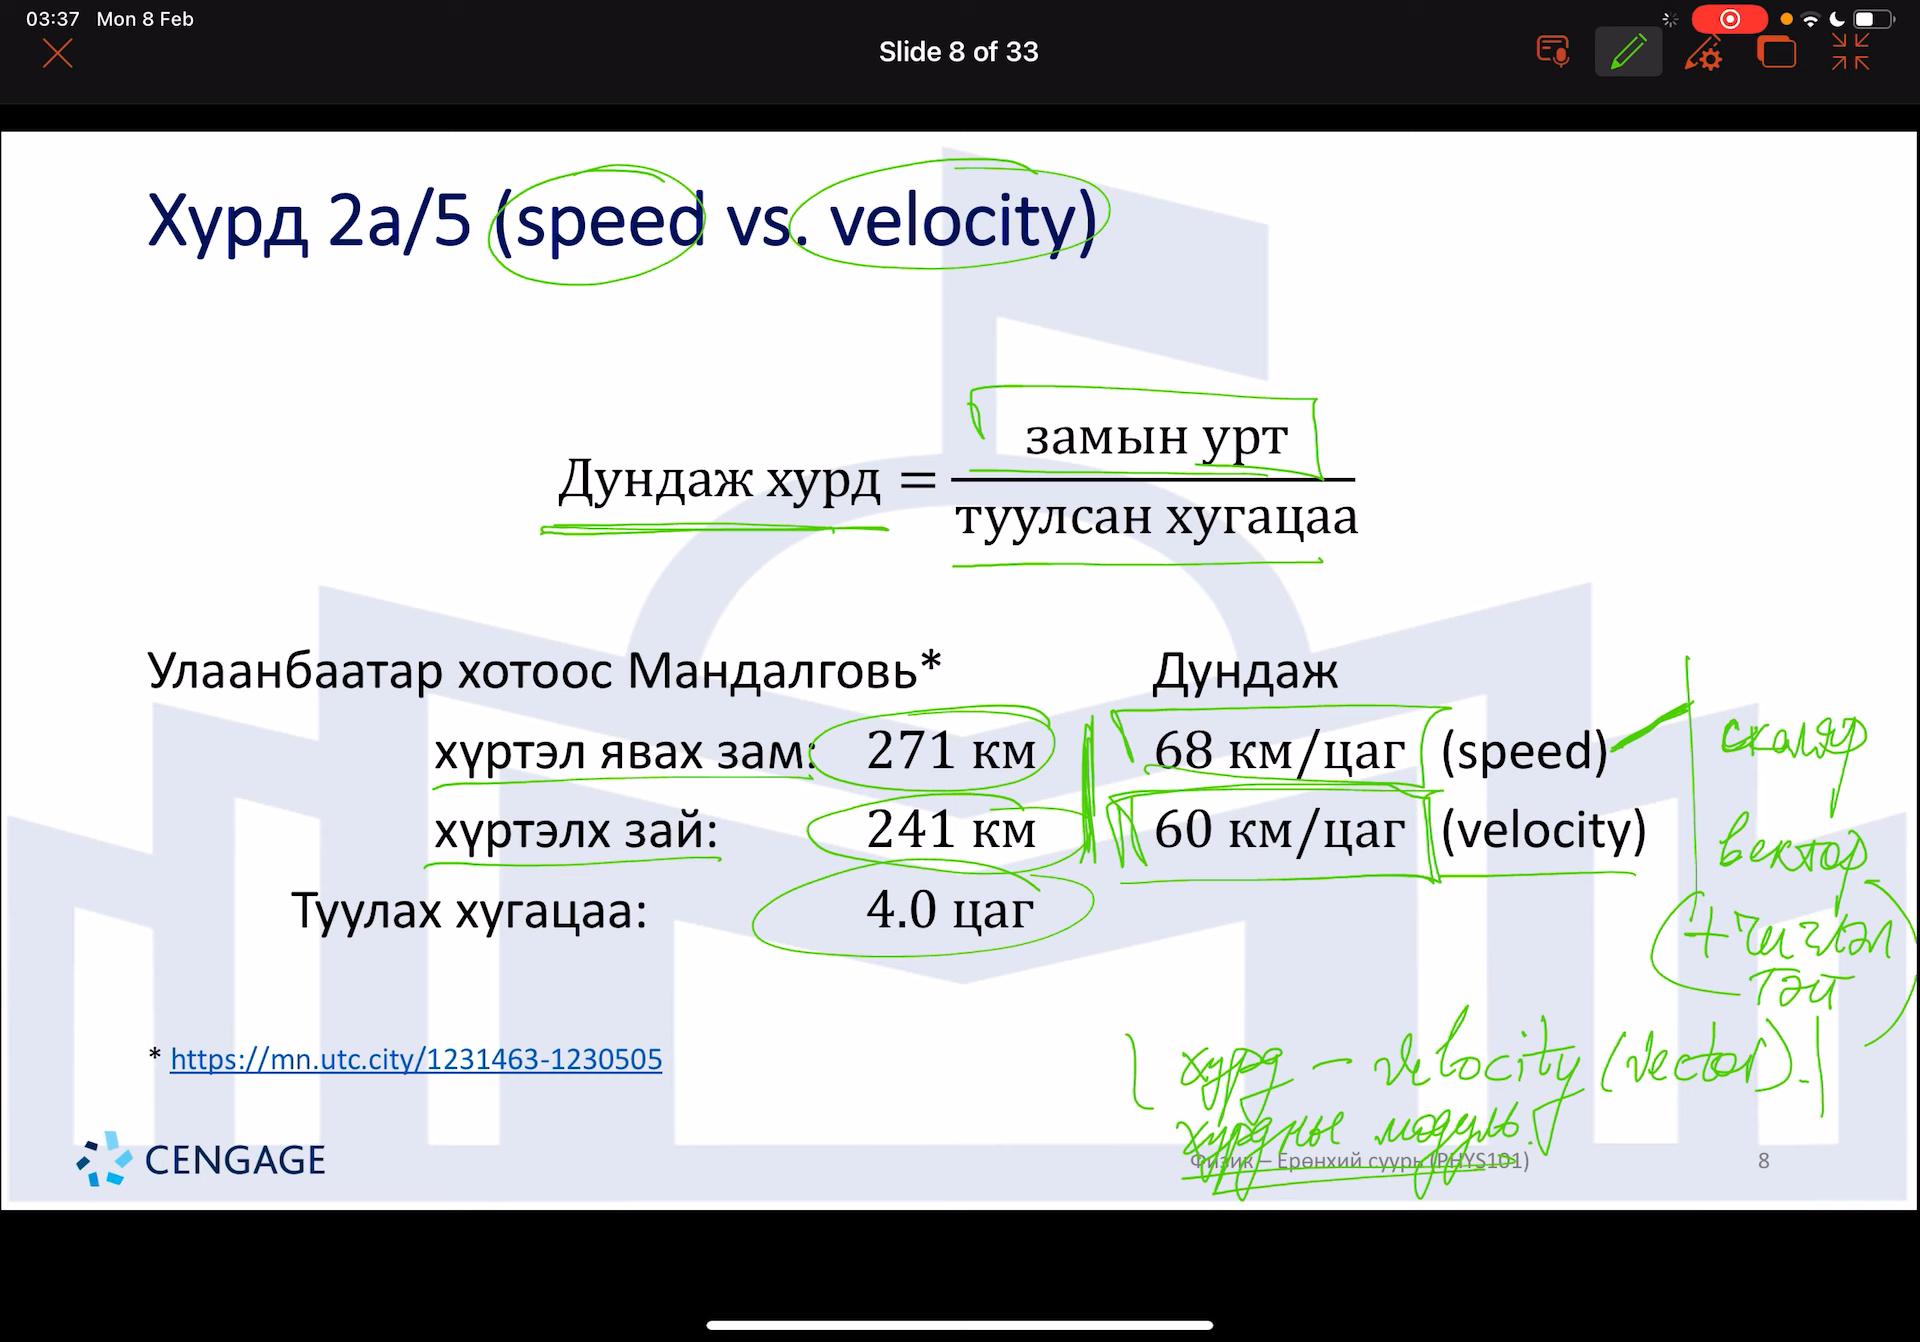 03:37 Mon 8 Feb
Slide 8 of 33
Хурд 2a/5 (speed vs. velocity)
Дундаж хурд = замын урт
туулсан хугацаа
Улаанбаатар хотоос Мандалговь* Дундаж
хүртэл явах зам: 271 км 68 км/цаг (speed)
скаляр
хүртэлх зай: 241 км 60 км/цаг (velocity)
вектор
Туулах хугацаа: 4.0 цаг
+ чиглэл
тэй
* https://mn.utc.city/1231463-1230505
хурд – velocity (vector).
хурдны модуль.
CENGAGE
Физик – Ерөнхий суурь (PHYS101) 8